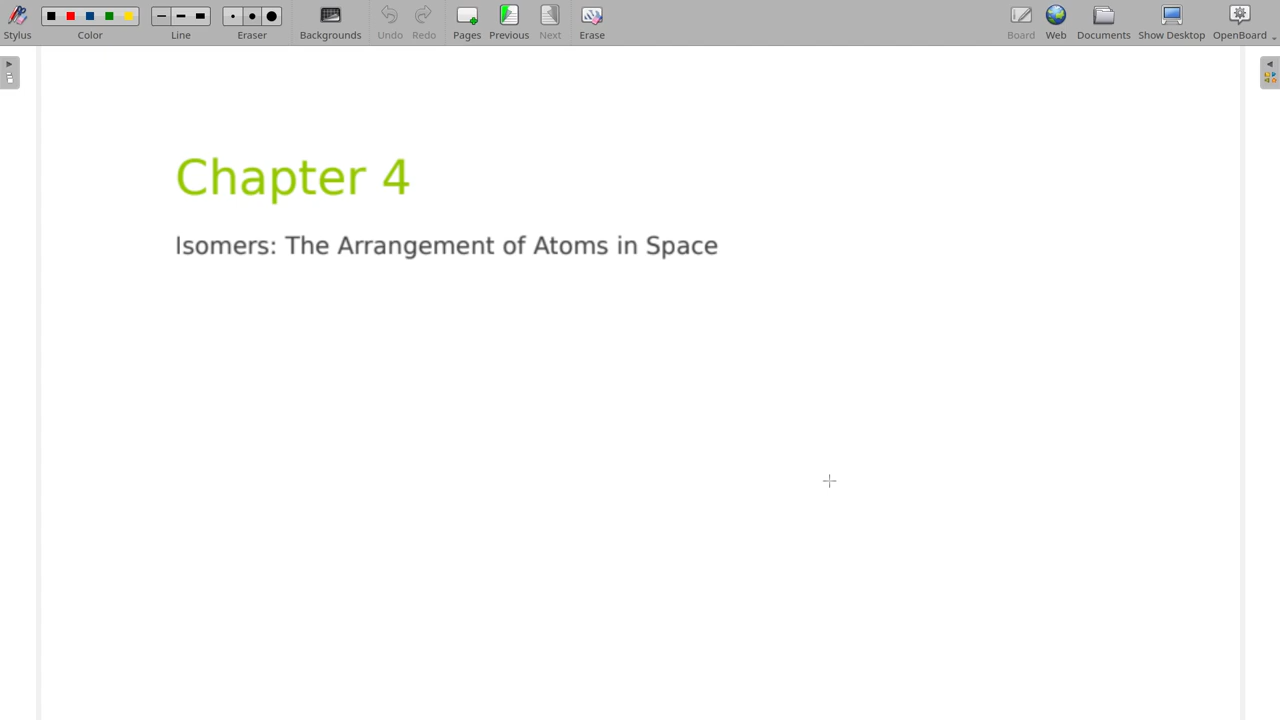 Stylus
Color
Line
Eraser
Backgrounds
Undo
Redo
Pages
Previous
Next
Erase
Board
Web
Documents
Show Desktop
OpenBoard
Chapter 4
Isomers: The Arrangement of Atoms in Space